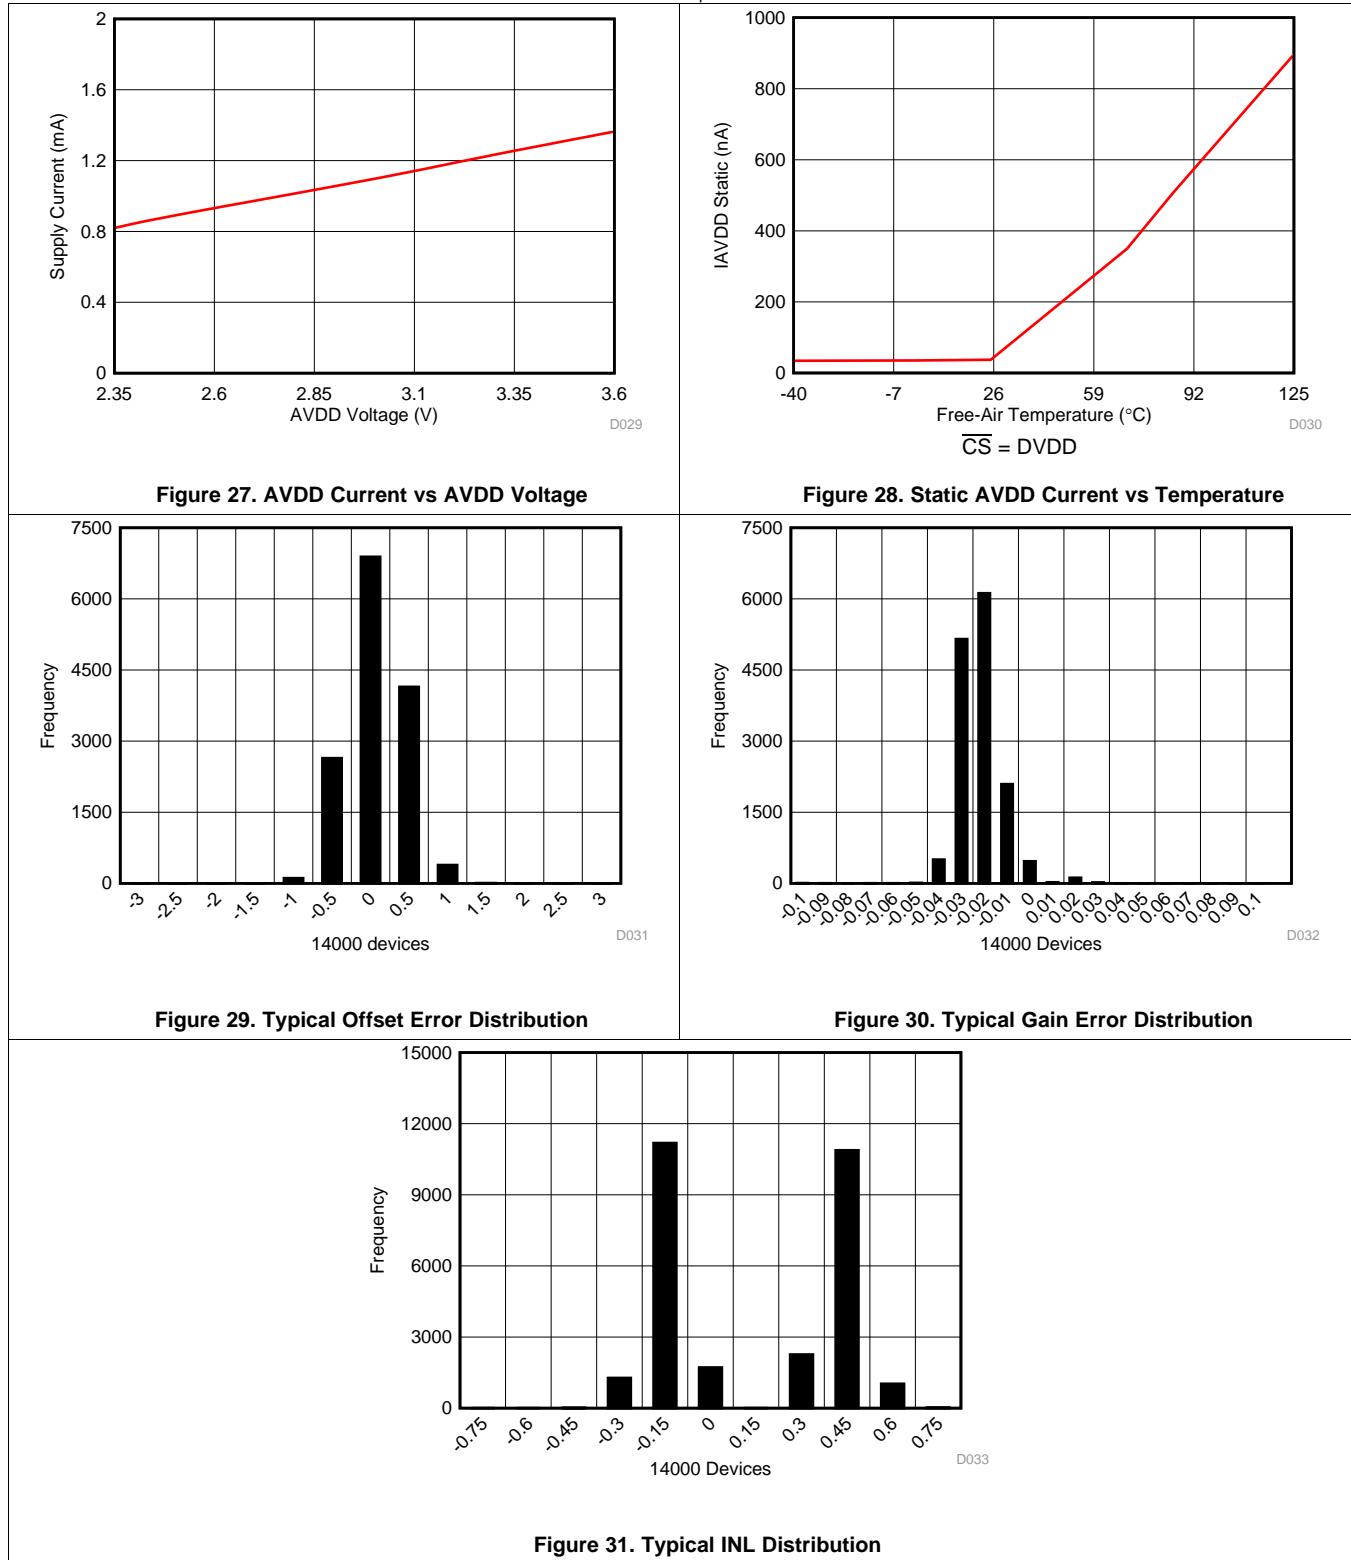 2
1.6
1.2
0.8
0.4
0
Supply Current (mA)
2.35 2.6 2.85 3.1 3.35 3.6
AVDD Voltage (V)
D029
Figure 27. AVDD Current vs AVDD Voltage
1000
800
600
400
200
0
IAVDD Static (nA)
-40 -7 26 59 92 125
Free-Air Temperature (°C)
D030
CS = DVDD
Figure 28. Static AVDD Current vs Temperature
7500
6000
4500
3000
1500
0
Frequency
-3 -2.5 -2 -1.5 -1 -0.5 0 0.5 1 1.5 2 2.5 3
D031
14000 devices
Figure 29. Typical Offset Error Distribution
7500
6000
4500
3000
1500
0
Frequency
-0.1 -0.09 -0.08 -0.07 -0.06 -0.05 -0.04 -0.03 -0.02 -0.01 0 0.01 0.02 0.03 0.04 0.05 0.06 0.07 0.08 0.09 0.1
D032
14000 Devices
Figure 30. Typical Gain Error Distribution
15000
12000
9000
6000
3000
0
Frequency
-0.75 -0.6 -0.45 -0.3 -0.15 0 0.15 0.3 0.45 0.6 0.75
D033
14000 Devices
Figure 31. Typical INL Distribution